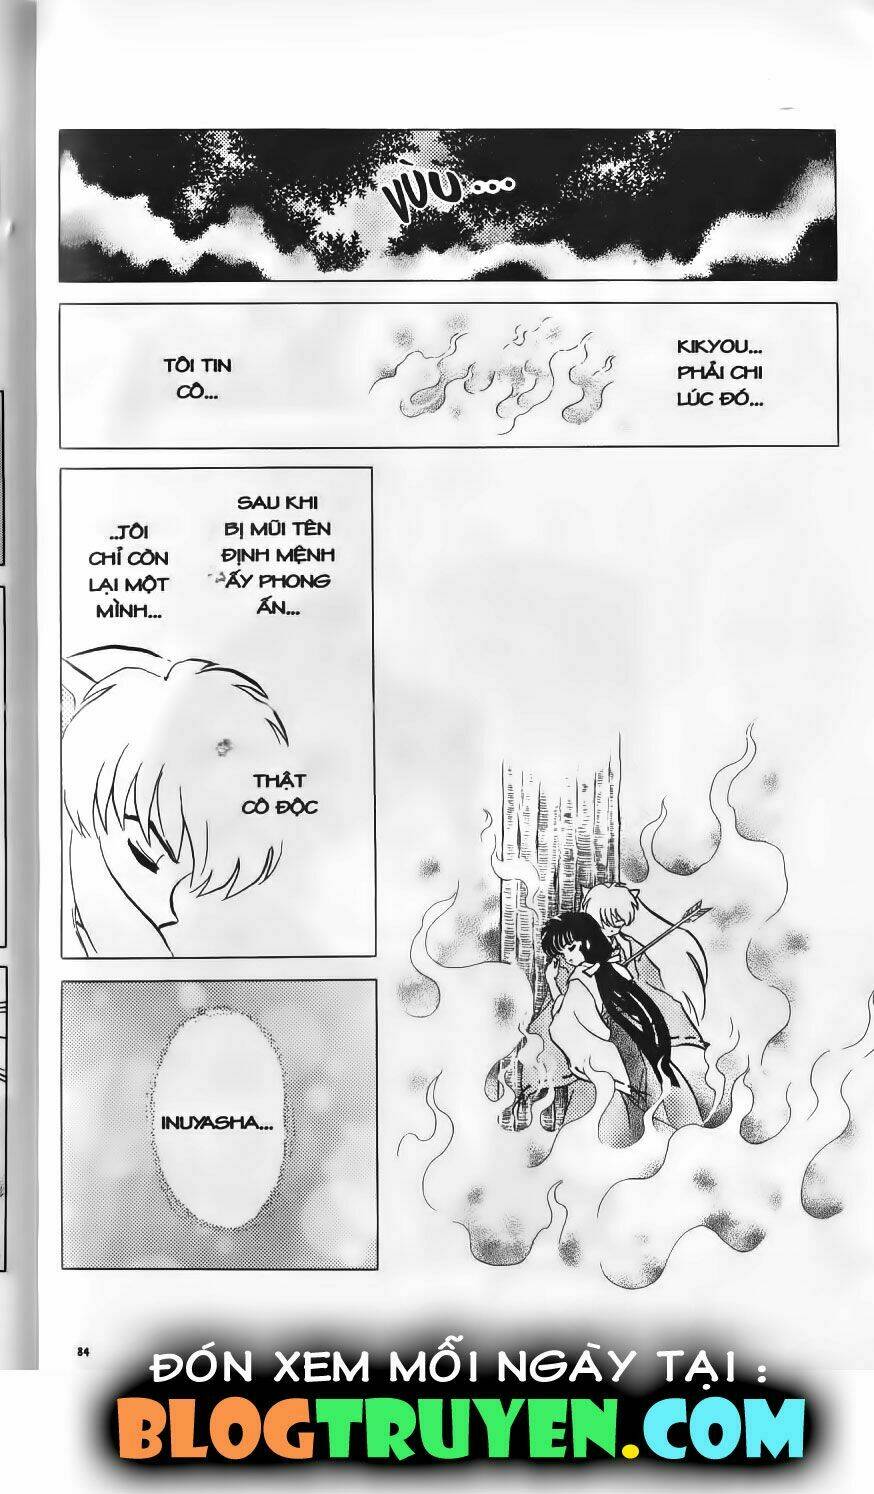 VÙÙ...
KIKYOU...
PHẢI CHI
LÚC ĐÓ...
TÔI TIN
CÔ...
SAU KHI
BỊ MŨI TÊN
ĐỊNH MỆNH
ẤY PHONG
ẤN...
..TÔI
CHỈ CÒN
LẠI MỘT
MÌNH...
THẬT
CÔ ĐỘC
INUYASHA...
84
ĐÓN XEM MỖI NGÀY TẠI :
BLOGTRUYEN.COM